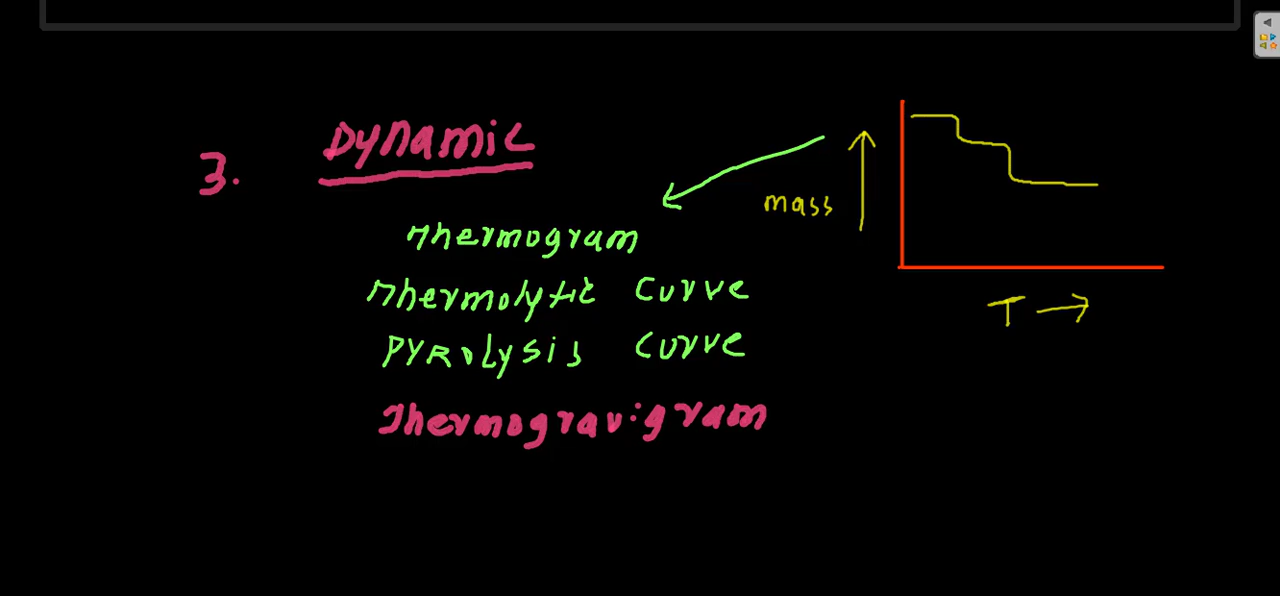 3. Dynamic
Thermogram
Thermolytic Curve
Pyrolysis Curve
Thermogravigram
mass
T